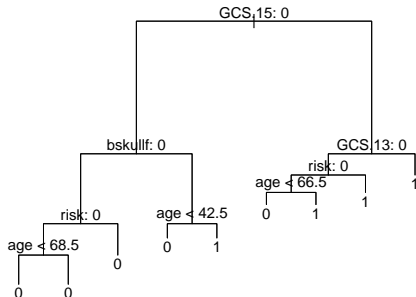 GCS.15: 0
bskullf: 0
GCS.13: 0
risk: 0
1
age < 66.5
1
0
1
risk: 0
age < 42.5
0
1
age < 68.5
0
0
0